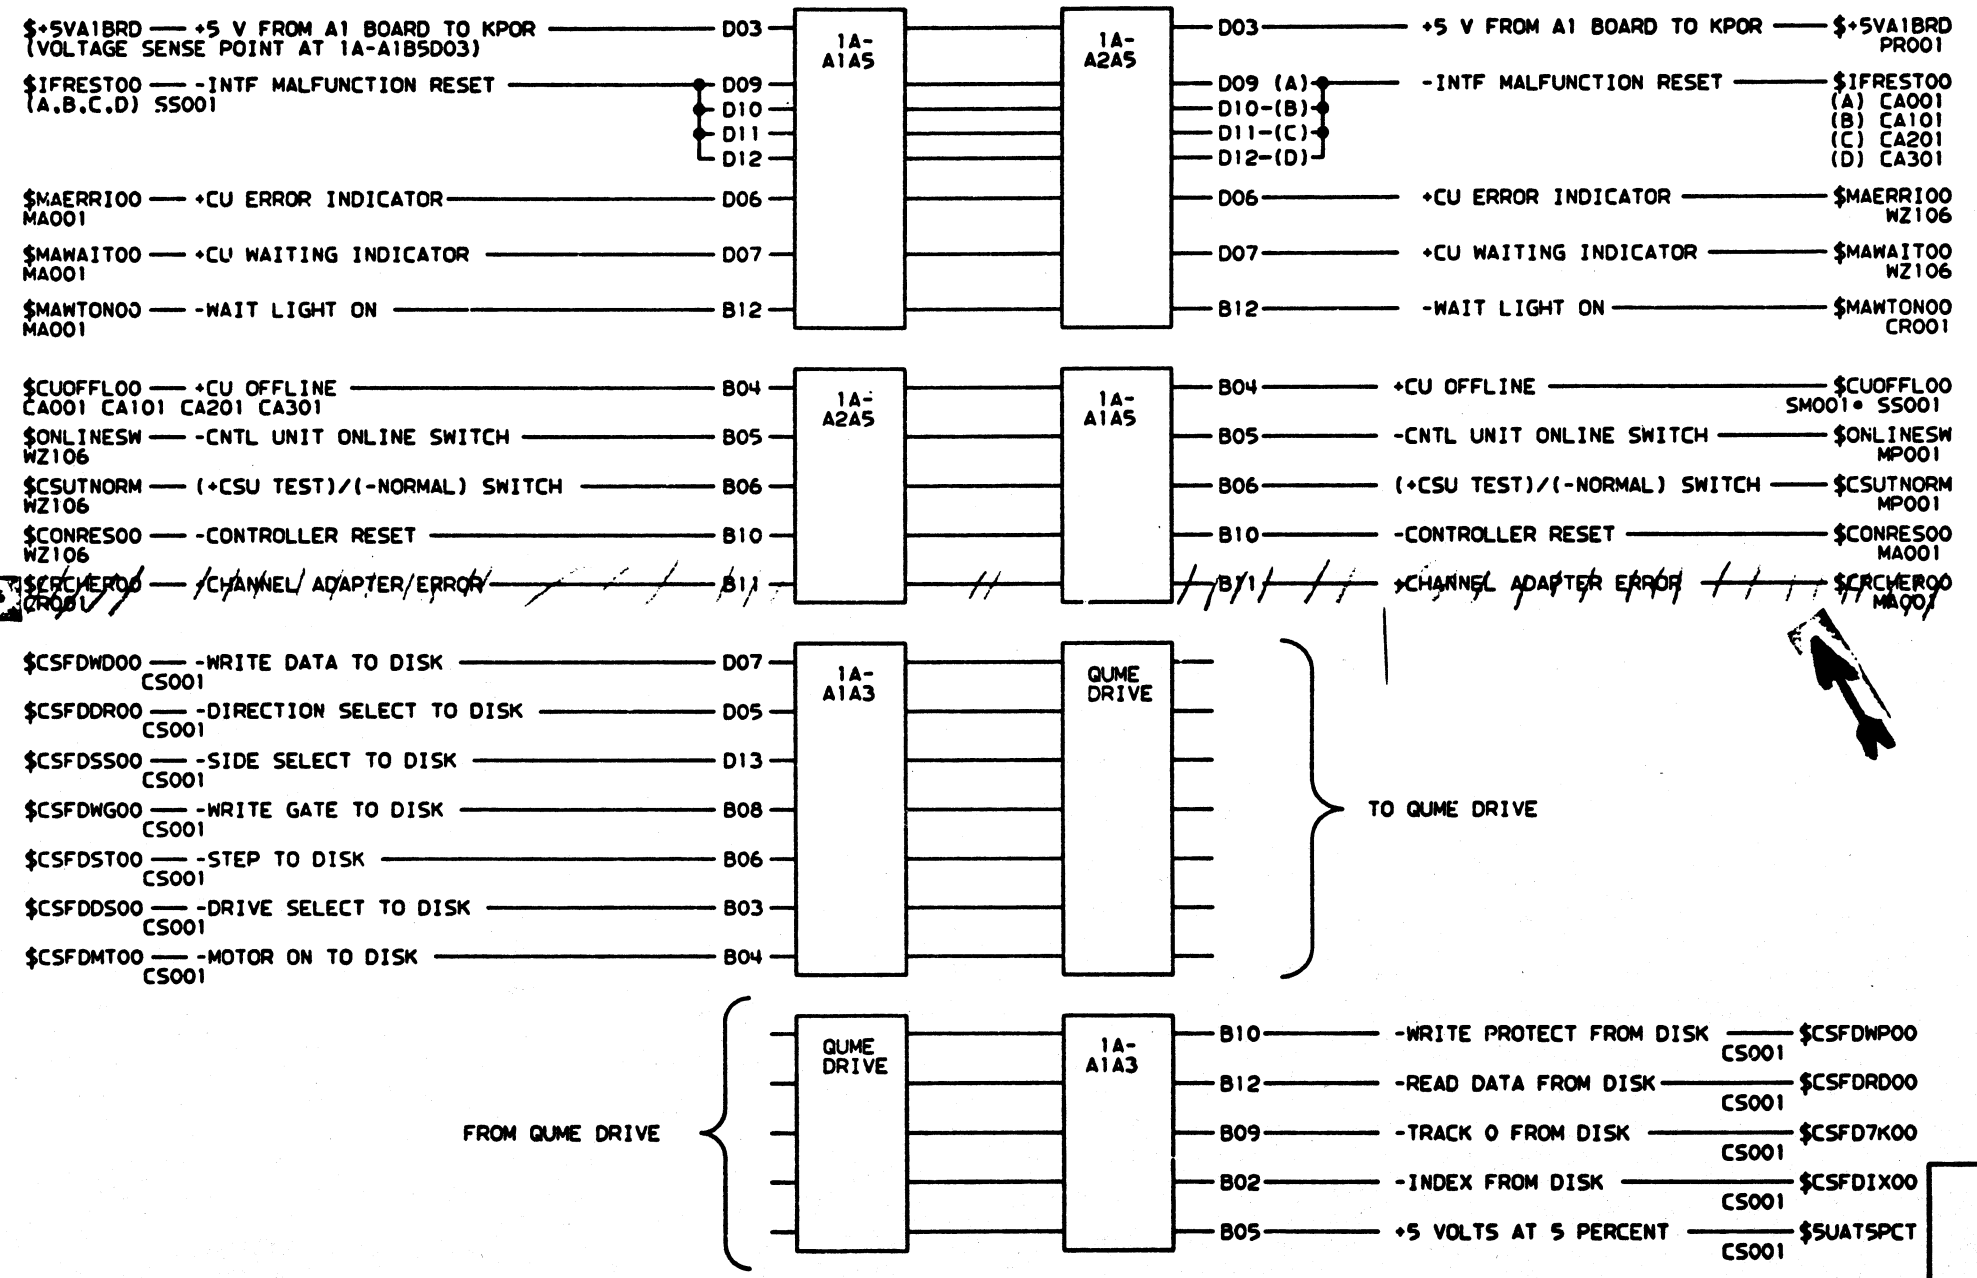 $+5VA1BRD — +5 V FROM A1 BOARD TO KPOR — D03 1A- 1A- D03 — +5 V FROM A1 BOARD TO KPOR — $+5VA1BRD
(VOLTAGE SENSE POINT AT 1A-A1B5D03) A1A5 A2A5 PR001
$IFREST00 — -INTF MALFUNCTION RESET — D09 D09 (A) — -INTF MALFUNCTION RESET — $IFREST00
(A.B.C.D) SS001 D10 D10-(B) (A) CA001
D11 D11-(C) (B) CA101
D12 D12-(D) (C) CA201
(D) CA301
$MAERRI00 — +CU ERROR INDICATOR — D06 D06 — +CU ERROR INDICATOR — $MAERRI00
MA001 WZ106
$MAWAIT00 — +CU WAITING INDICATOR — D07 D07 — +CU WAITING INDICATOR — $MAWAIT00
MA001 WZ106
$MAWTON00 — -WAIT LIGHT ON — B12 B12 — -WAIT LIGHT ON — $MAWTON00
MA001 CR001
$CUOFFL00 — +CU OFFLINE — B04 1A- 1A- B04 — +CU OFFLINE — $CUOFFL00
CA001 CA101 CA201 CA301 A2A5 A1A5 SM001• SS001
$ONLINESW — -CNTL UNIT ONLINE SWITCH — B05 B05 — -CNTL UNIT ONLINE SWITCH — $ONLINESW
WZ106 MP001
$CSUTNORM — (+CSU TEST)/(-NORMAL) SWITCH — B06 B06 — (+CSU TEST)/(-NORMAL) SWITCH — $CSUTNORM
WZ106 MP001
$CONRES00 — -CONTROLLER RESET — B10 B10 — -CONTROLLER RESET — $CONRES00
WZ106 MA001
$CRCHER00 — +CHANNEL ADAPTER ERROR — B11 B11 — +CHANNEL ADAPTER ERROR — $CRCHER00
CR001 MA001
$CSFDWD00 — -WRITE DATA TO DISK — D07 1A- QUME
CS001 A1A3 DRIVE
$CSFDDR00 — -DIRECTION SELECT TO DISK — D05
CS001
$CSFDSS00 — -SIDE SELECT TO DISK — D13
CS001
$CSFDWG00 — -WRITE GATE TO DISK — B08 TO QUME DRIVE
CS001
$CSFDST00 — -STEP TO DISK — B06
CS001
$CSFDDS00 — -DRIVE SELECT TO DISK — B03
CS001
$CSFDMT00 — -MOTOR ON TO DISK — B04
CS001
QUME 1A- B10 — -WRITE PROTECT FROM DISK — $CSFDWP00
DRIVE A1A3 CS001
B12 — -READ DATA FROM DISK — $CSFDRD00
CS001
FROM QUME DRIVE B09 — -TRACK 0 FROM DISK — $CSFD7K00
CS001
B02 — -INDEX FROM DISK — $CSFDIX00
CS001
B05 — +5 VOLTS AT 5 PERCENT — $5UAT5PCT
CS001